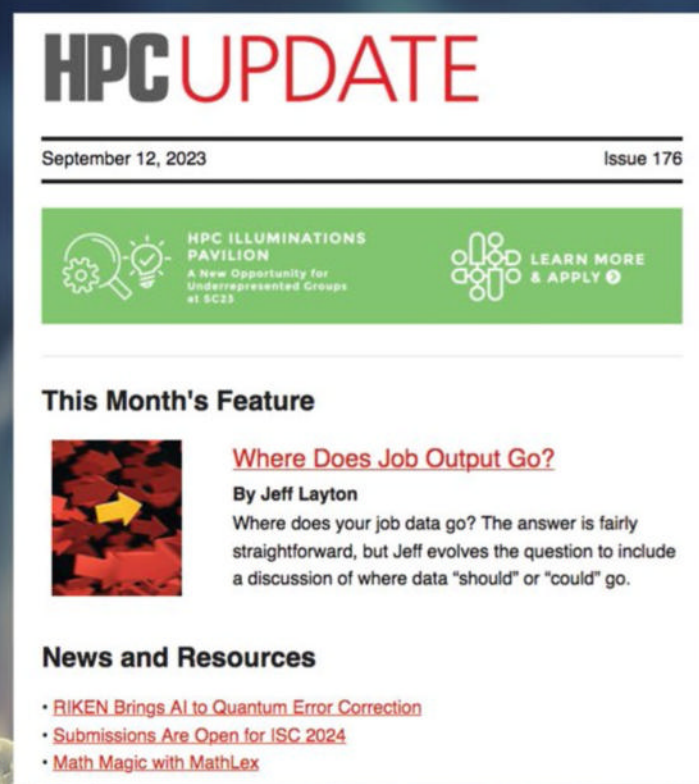 HPC UPDATE
September 12, 2023 Issue 176
HPC ILLUMINATIONS
PAVILION
A New Opportunity for
Underrepresented Groups
at SC23
LEARN MORE
& APPLY
This Month's Feature
Where Does Job Output Go?
By Jeff Layton
Where does your job data go? The answer is fairly
straightforward, but Jeff evolves the question to include
a discussion of where data “should” or “could” go.
News and Resources
• RIKEN Brings AI to Quantum Error Correction
• Submissions Are Open for ISC 2024
• Math Magic with MathLex